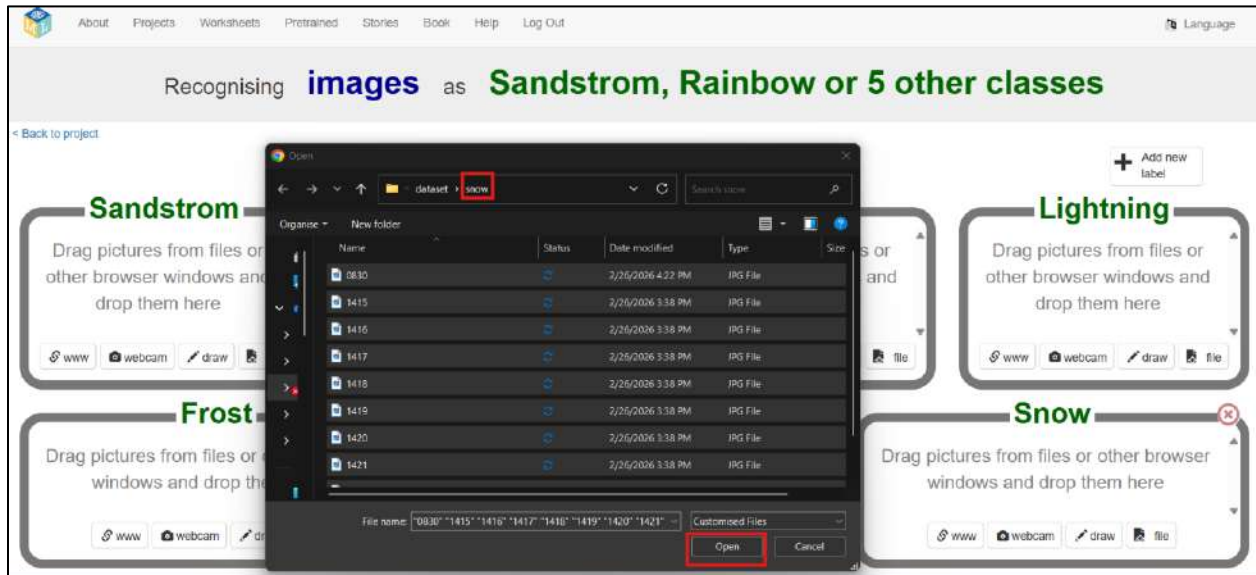 About Projects Worksheets Pretrained Stories Book Help Log Out Language
Recognising images as Sandstrom, Rainbow or 5 other classes
< Back to project
Add new
label
Sandstrom
Drag pictures from files or
other browser windows and
drop them here
www webcam draw
Open
dataset › snow
Search snow
Organise New folder
Name Status Date modified Type Size
0830 2/26/2026 4:22 PM JPG File
1415 2/26/2026 3:38 PM JPG File
1416 2/26/2026 3:38 PM JPG File
1417 2/26/2026 3:38 PM JPG File
1418 2/26/2026 3:38 PM JPG File
1419 2/26/2026 3:38 PM JPG File
1420 2/26/2026 3:38 PM JPG File
1421 2/26/2026 3:38 PM JPG File
File name: "0830" "1415" "1416" "1417" "1418" "1419" "1420" "1421" Customised Files
Open Cancel
s or
and
file
Lightning
Drag pictures from files or
other browser windows and
drop them here
www webcam draw file
Frost
Drag pictures from files or
windows and drop the
www webcam dr
Snow
Drag pictures from files or other browser
windows and drop them here
www webcam draw file